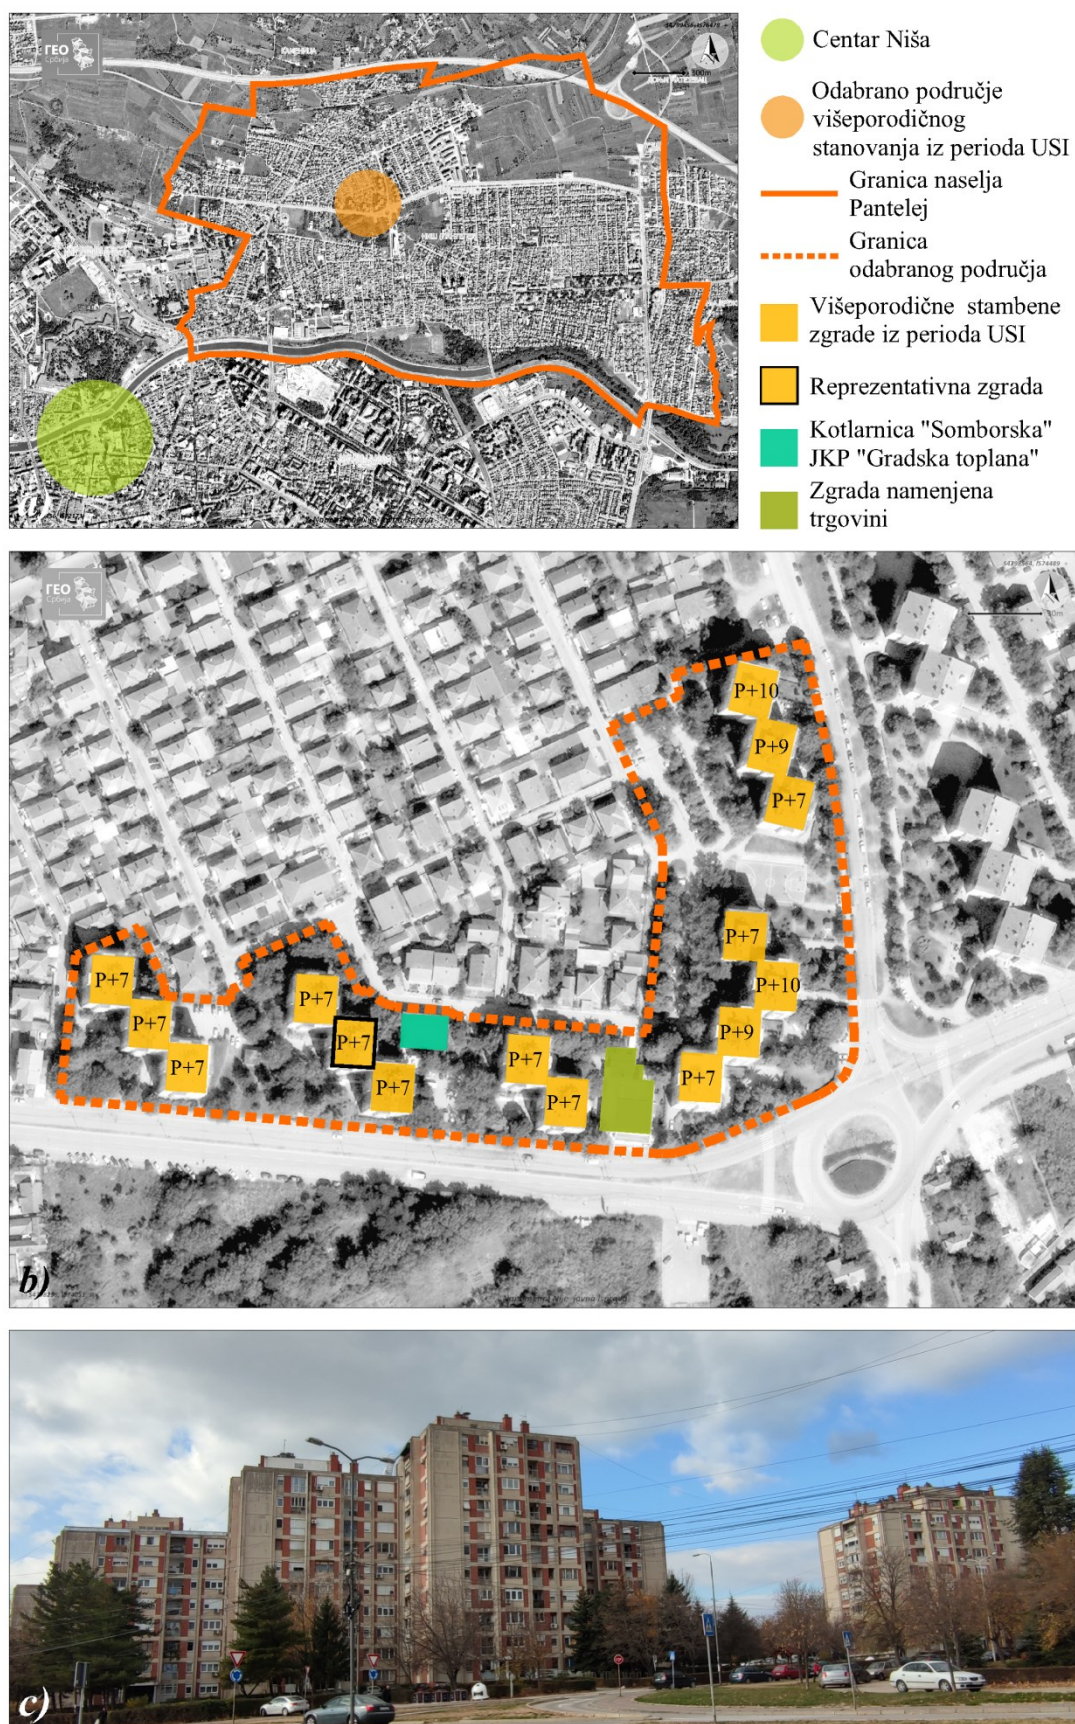 ГЕО
Србија
300m
a)
Centar Niša
Odabrano područje
višeporodičnog
stanovanja iz perioda USI
Granica naselja
Pantelej
Granica
odabranog područja
Višeporodične stambene
zgrade iz perioda USI
Reprezentativna zgrada
Kotlarnica "Somborska"
JKP "Gradska toplana"
Zgrada namenjena
trgovini
ГЕО
Србија
P+10
P+9
P+7
P+7
P+10
P+9
P+7
P+7
P+7
P+7
P+7
P+7
P+7
P+7
P+7
b)
c)